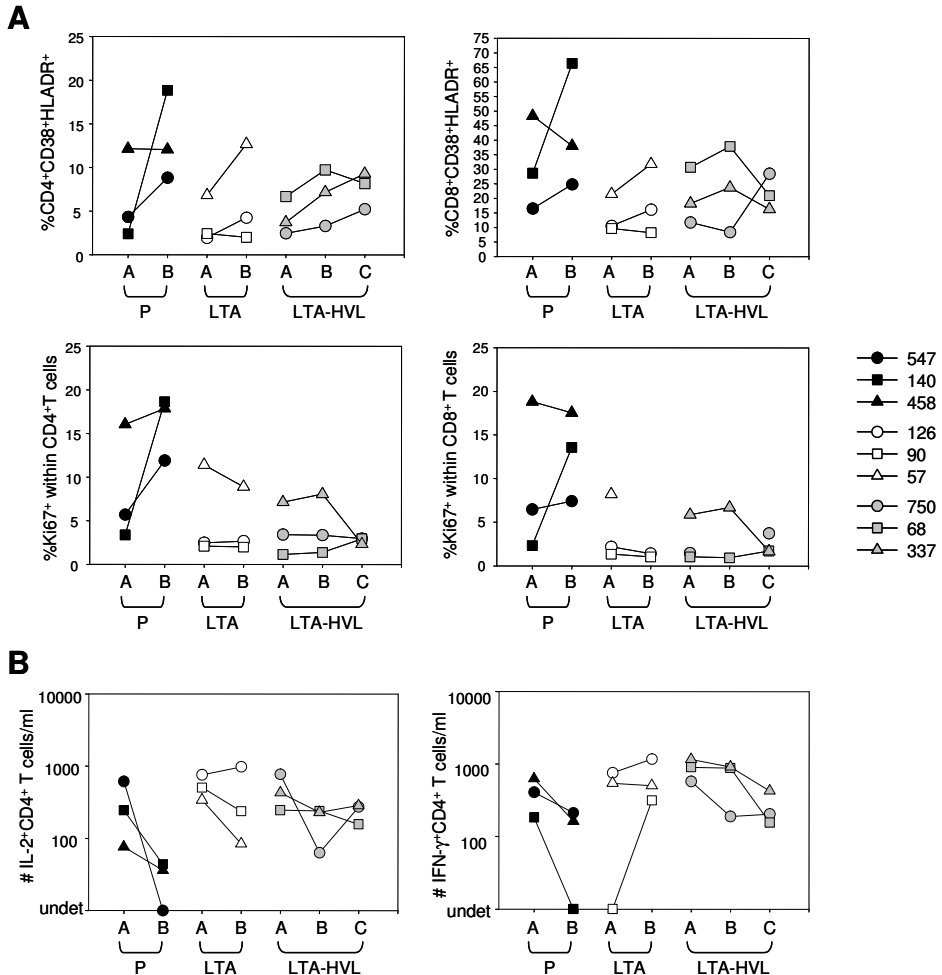 A
%CD4⁺CD38⁺HLADR⁺
25
20
15
10
5
0
A B A B A B C
P LTA LTA-HVL
%CD8⁺CD38⁺HLADR⁺
75
70
65
60
55
50
45
40
35
30
25
20
15
10
5
0
A B A B A B C
P LTA LTA-HVL
%Ki67⁺ within CD4⁺T cells
25
20
15
10
5
0
A B A B A B C
P LTA LTA-HVL
%Ki67⁺ within CD8⁺T cells
25
20
15
10
5
0
A B A B A B C
P LTA LTA-HVL
547
140
458
126
90
57
750
68
337
B
# IL-2⁺CD4⁺ T cells/ml
10000
1000
100
undet
A B A B A B C
P LTA LTA-HVL
# IFN-γ⁺CD4⁺ T cells/ml
10000
1000
100
undet
A B A B A B C
P LTA LTA-HVL